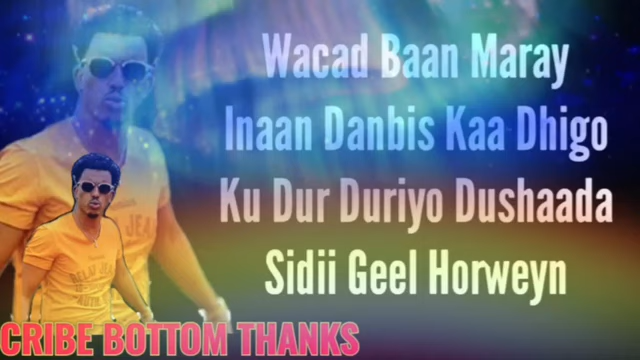 Wacad Baan Maray
Inaan Danbis Kaa Dhigo
Ku Dur Duriyo Dushaada
Sidii Geel Horweyn
CRIBE BOTTOM THANKS